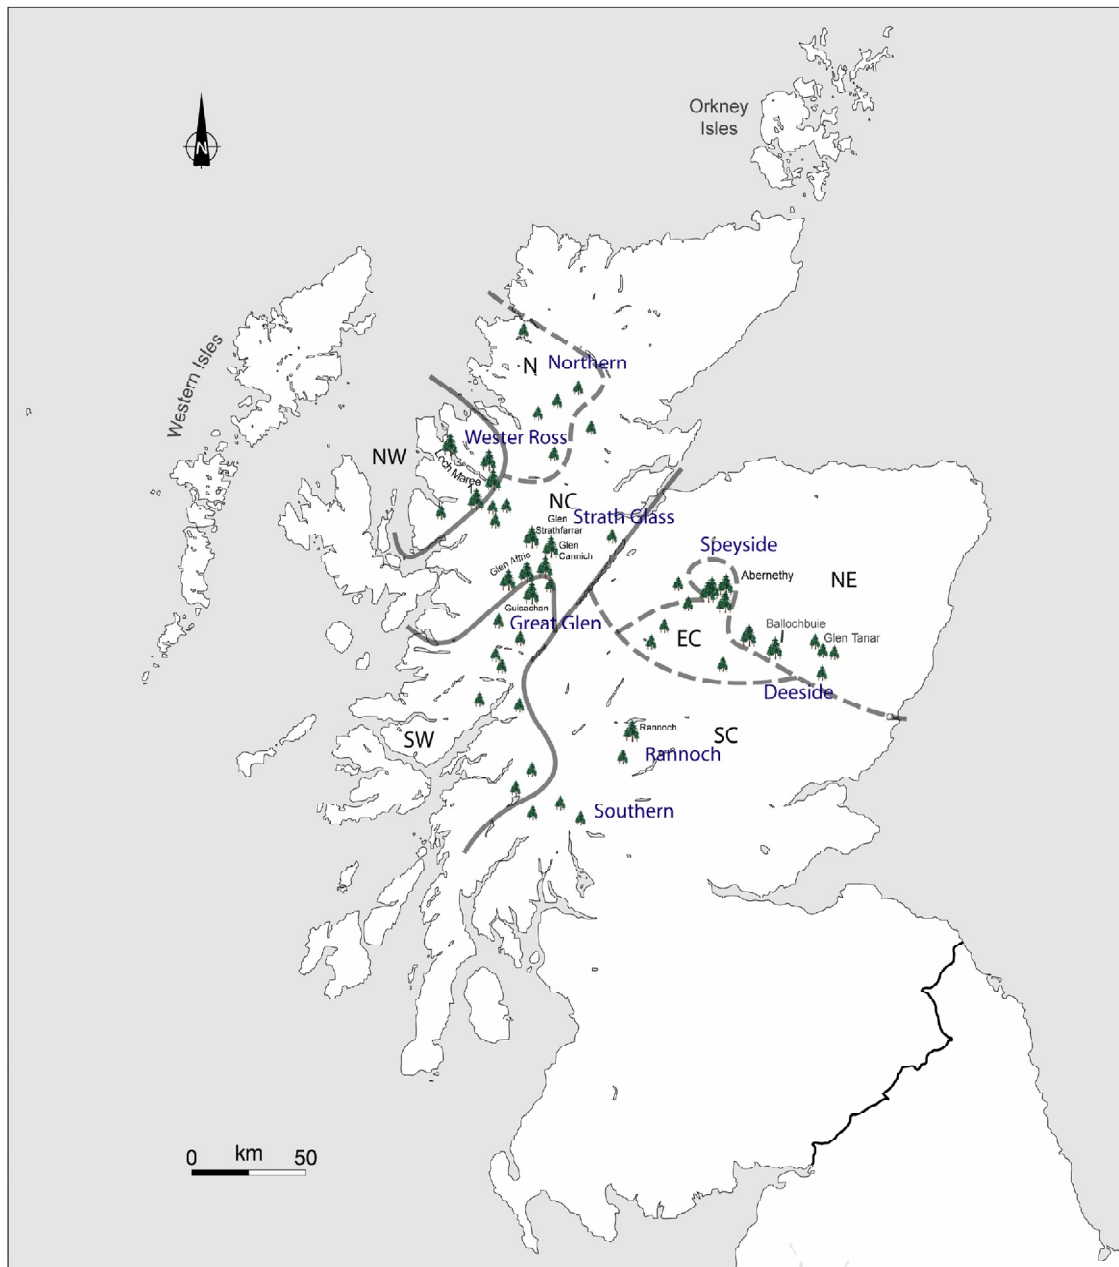 Orkney
Isles
N
Western Isles
N
Northern
NW
Wester Ross
Loch Maree
NC
Glen
Strathfarrar
Strath Glass
Glen
Cannich
Glen Affric
Guisachan
Great Glen
Speyside
Abernethy
NE
EC
Ballochbuie
Glen Tanar
Deeside
SW
Rannoch
SC
Rannoch
Southern
0 km 50